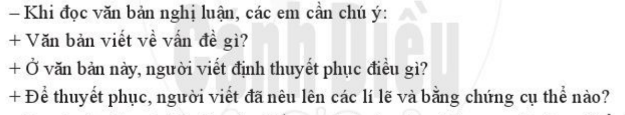 – Khi đọc văn bản nghị luận, các em cần chú ý:
+ Văn bản viết về vấn đề gì?
+ Ở văn bản này, người viết định thuyết phục điều gì?
+ Để thuyết phục, người viết đã nêu lên các lí lẽ và bằng chứng cụ thể nào?
Cánh Diều